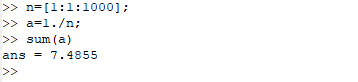 >> n=[1:1:1000];
>> a=1./n;
>> sum(a)
ans = 7.4855
>>